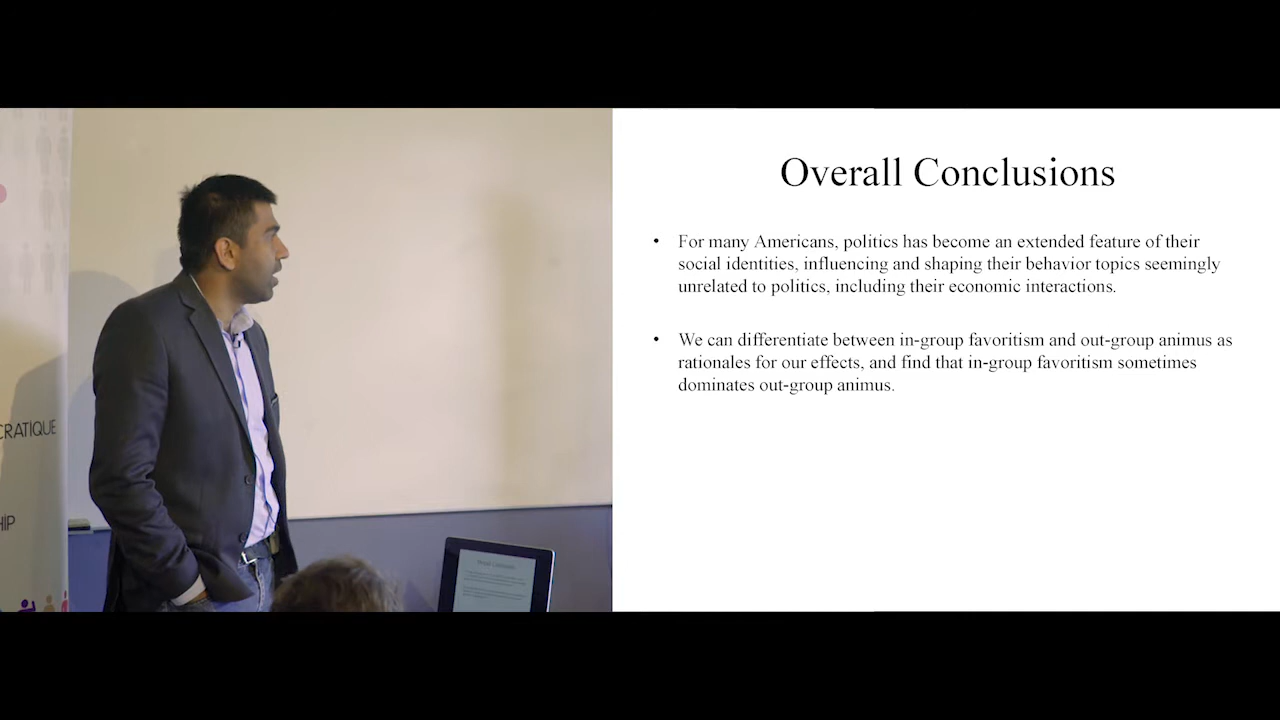 Overall Conclusions
• For many Americans, politics has become an extended feature of their
social identities, influencing and shaping their behavior topics seemingly
unrelated to politics, including their economic interactions.
• We can differentiate between in-group favoritism and out-group animus as
rationales for our effects, and find that in-group favoritism sometimes
dominates out-group animus.
CRATIQUE
HIP
Overall Conclusions